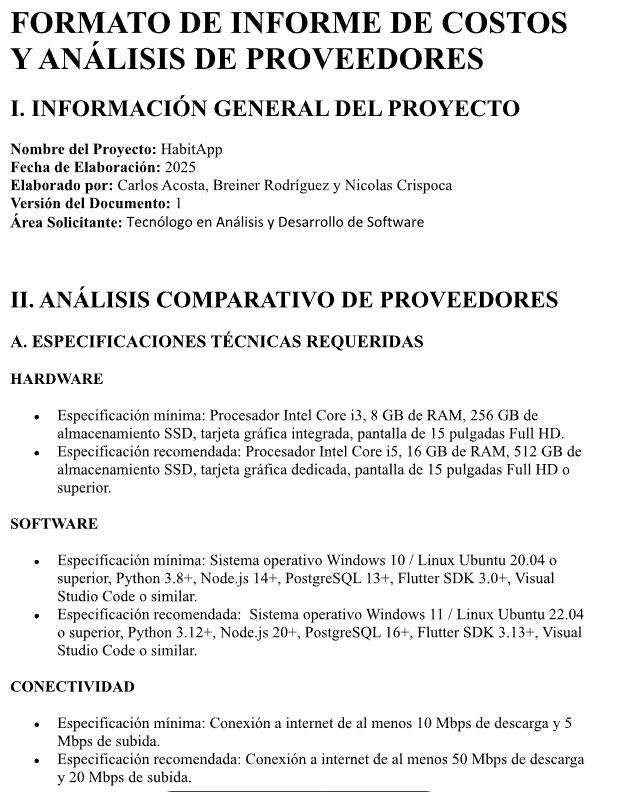 FORMATO DE INFORME DE COSTOS
Y ANÁLISIS DE PROVEEDORES
I. INFORMACIÓN GENERAL DEL PROYECTO
Nombre del Proyecto: HabitApp
Fecha de Elaboración: 2025
Elaborado por: Carlos Acosta, Breiner Rodríguez y Nicolas Crispoca
Versión del Documento: 1
Área Solicitante: Tecnólogo en Análisis y Desarrollo de Software
II. ANÁLISIS COMPARATIVO DE PROVEEDORES
A. ESPECIFICACIONES TÉCNICAS REQUERIDAS
HARDWARE
• Especificación mínima: Procesador Intel Core i3, 8 GB de RAM, 256 GB de
almacenamiento SSD, tarjeta gráfica integrada, pantalla de 15 pulgadas Full HD.
• Especificación recomendada: Procesador Intel Core i5, 16 GB de RAM, 512 GB de
almacenamiento SSD, tarjeta gráfica dedicada, pantalla de 15 pulgadas Full HD o
superior.
SOFTWARE
• Especificación mínima: Sistema operativo Windows 10 / Linux Ubuntu 20.04 o
superior, Python 3.8+, Node.js 14+, PostgreSQL 13+, Flutter SDK 3.0+, Visual
Studio Code o similar.
• Especificación recomendada: Sistema operativo Windows 11 / Linux Ubuntu 22.04
o superior, Python 3.12+, Node.js 20+, PostgreSQL 16+, Flutter SDK 3.13+, Visual
Studio Code o similar.
CONECTIVIDAD
• Especificación mínima: Conexión a internet de al menos 10 Mbps de descarga y 5
Mbps de subida.
• Especificación recomendada: Conexión a internet de al menos 50 Mbps de descarga
y 20 Mbps de subida.